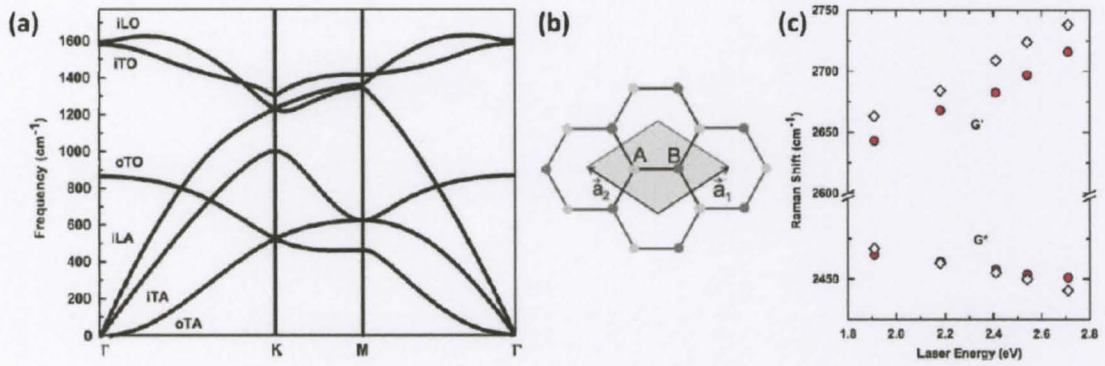 (a)
iLO
iTO
oTO
iLA
iTA
oTA
Frequency (cm⁻¹)
1600
1400
1200
1000
800
600
400
200
0
Γ K M Γ
(b)
A B
a⃗₂ a⃗₁
(c)
2750
2700
2650
2600
2450
Raman Shift (cm⁻¹)
G'
G*
1.8 2.0 2.2 2.4 2.6 2.8
Laser Energy (eV)